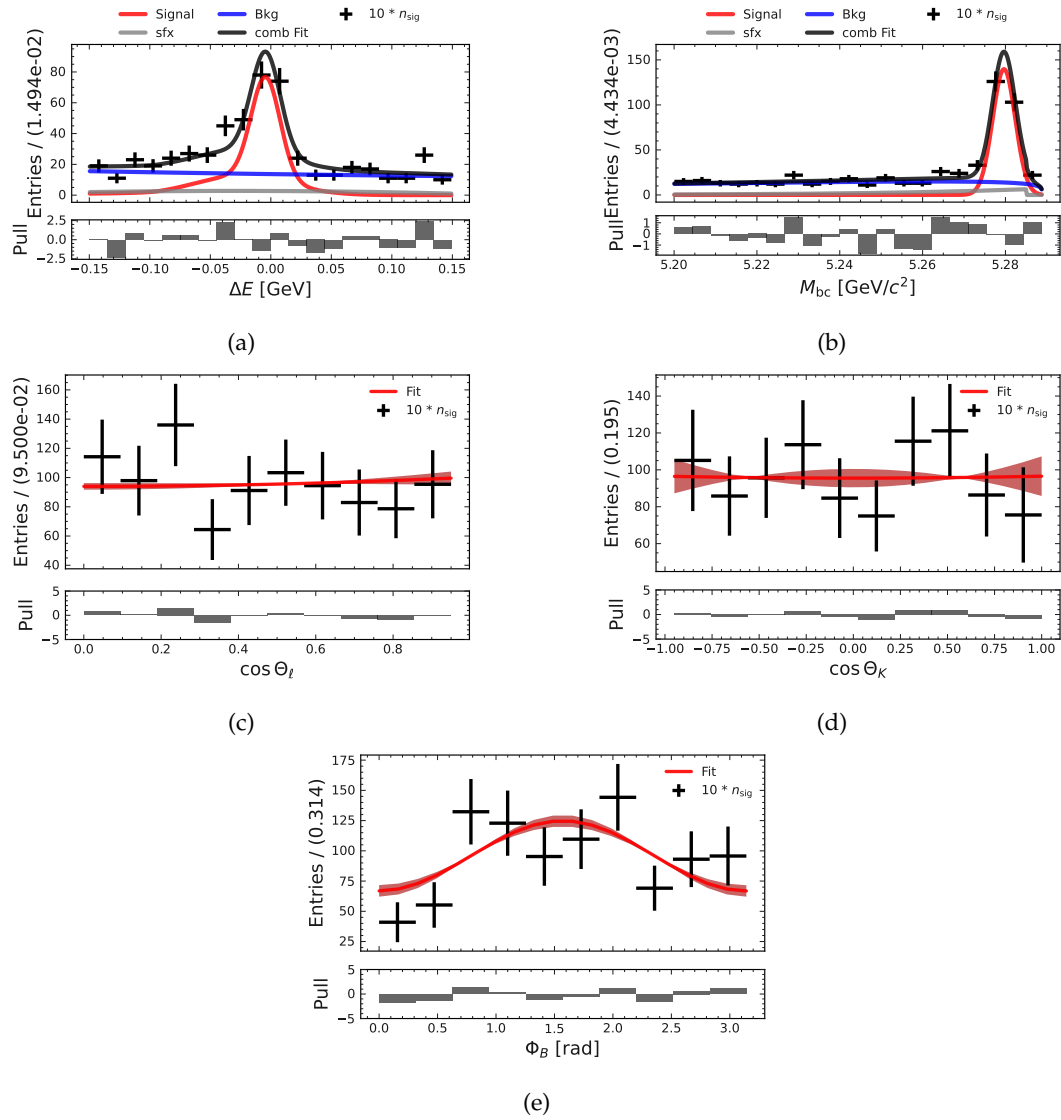 Signal Bkg 10 * n_sig
sfx comb Fit
Entries / (1.494e-02)
80
60
40
20
0
Pull
2.5
0.0
−2.5
−0.15 −0.10 −0.05 0.00 0.05 0.10 0.15
ΔE [GeV]
(a)
Signal Bkg 10 * n_sig
sfx comb Fit
Entries / (4.434e-03)
150
100
50
0
Pull
1
0
−1
5.20 5.22 5.24 5.26 5.28
M_bc [GeV/c²]
(b)
Entries / (9.500e-02)
160
140
120
100
80
60
40
Fit
10 * n_sig
Pull
5
0
−5
0.0 0.2 0.4 0.6 0.8
cos Θ_ℓ
(c)
Entries / (0.195)
140
120
100
80
60
Fit
10 * n_sig
Pull
5
0
−5
−1.00 −0.75 −0.50 −0.25 0.00 0.25 0.50 0.75 1.00
cos Θ_K
(d)
Entries / (0.314)
175
150
125
100
75
50
25
Fit
10 * n_sig
Pull
5
0
−5
0.0 0.5 1.0 1.5 2.0 2.5 3.0
Φ_B [rad]
(e)